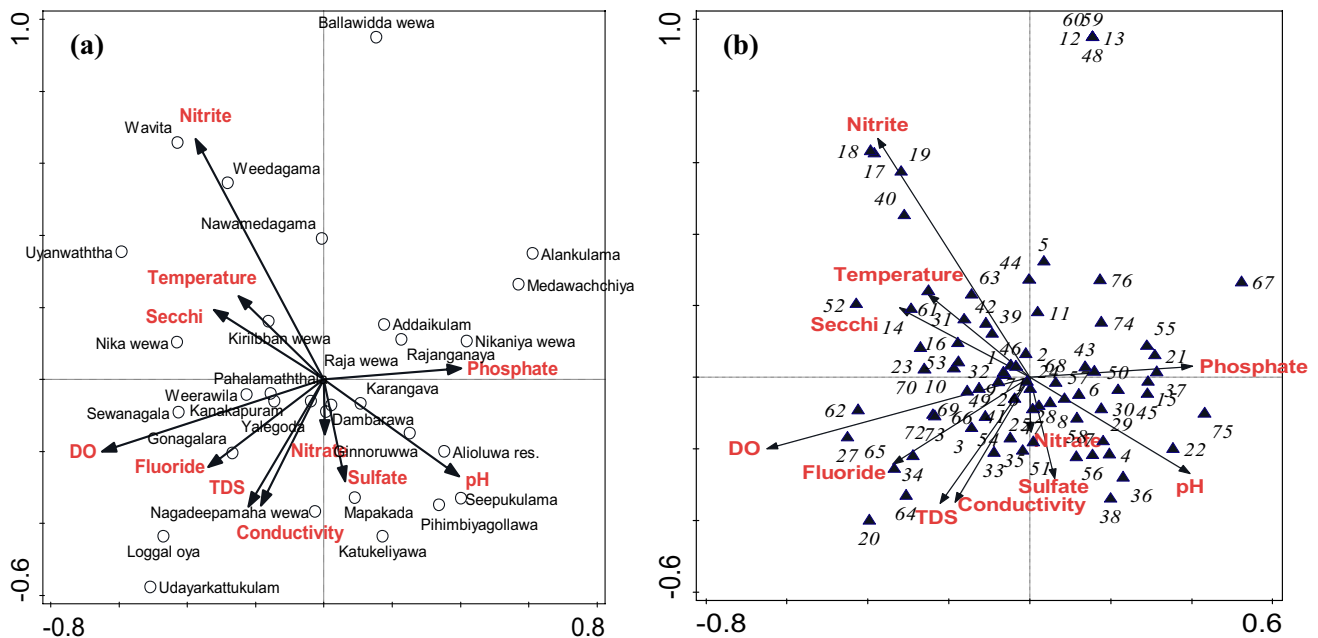 1.0
(a)
Ballawidda wewa
Nitrite
Wavita
Weedagama
Nawamedagama
Uyanwaththa
Alankulama
Temperature
Medawachchiya
Secchi
Addaikulam
Kiriibban wewa
Nika wewa
Nikaniya wewa
Raja wewa
Rajanganaya
Phosphate
Pahalamaththa
Karangava
Weerawila
Sewanagala
Kanakapuram
Dambarawa
Yalegoda
Gonagalara
DO
Nitrate
Ginnoruwwa
Alioluwa res.
Fluoride
Sulfate
pH
TDS
Seepukulama
Nagadeepamaha wewa
Mapakada
Pihimbiyagollawa
Conductivity
Loggal oya
Katukeliyawa
Udayarkattukulam
-0.6
-0.8
0.8
1.0
(b)
60 59
12 13
48
Nitrite
18
19
17
40
5
44
Temperature
63
76
67
52
61
42
Secchi
14
31
39
11
74
55
16
46
2
43
68
21
23
53
1
32
Phosphate
50
70
10
9
57
6
37
49
15
62
69
41
28
8
30
45
75
66
29
72
73
22
DO
27
65
3
54
Nitrate
58
7
4
22
Fluoride
34
33
35
51
56
Sulfate
pH
64
TDS
Conductivity
36
38
20
-0.6
-0.8
0.6